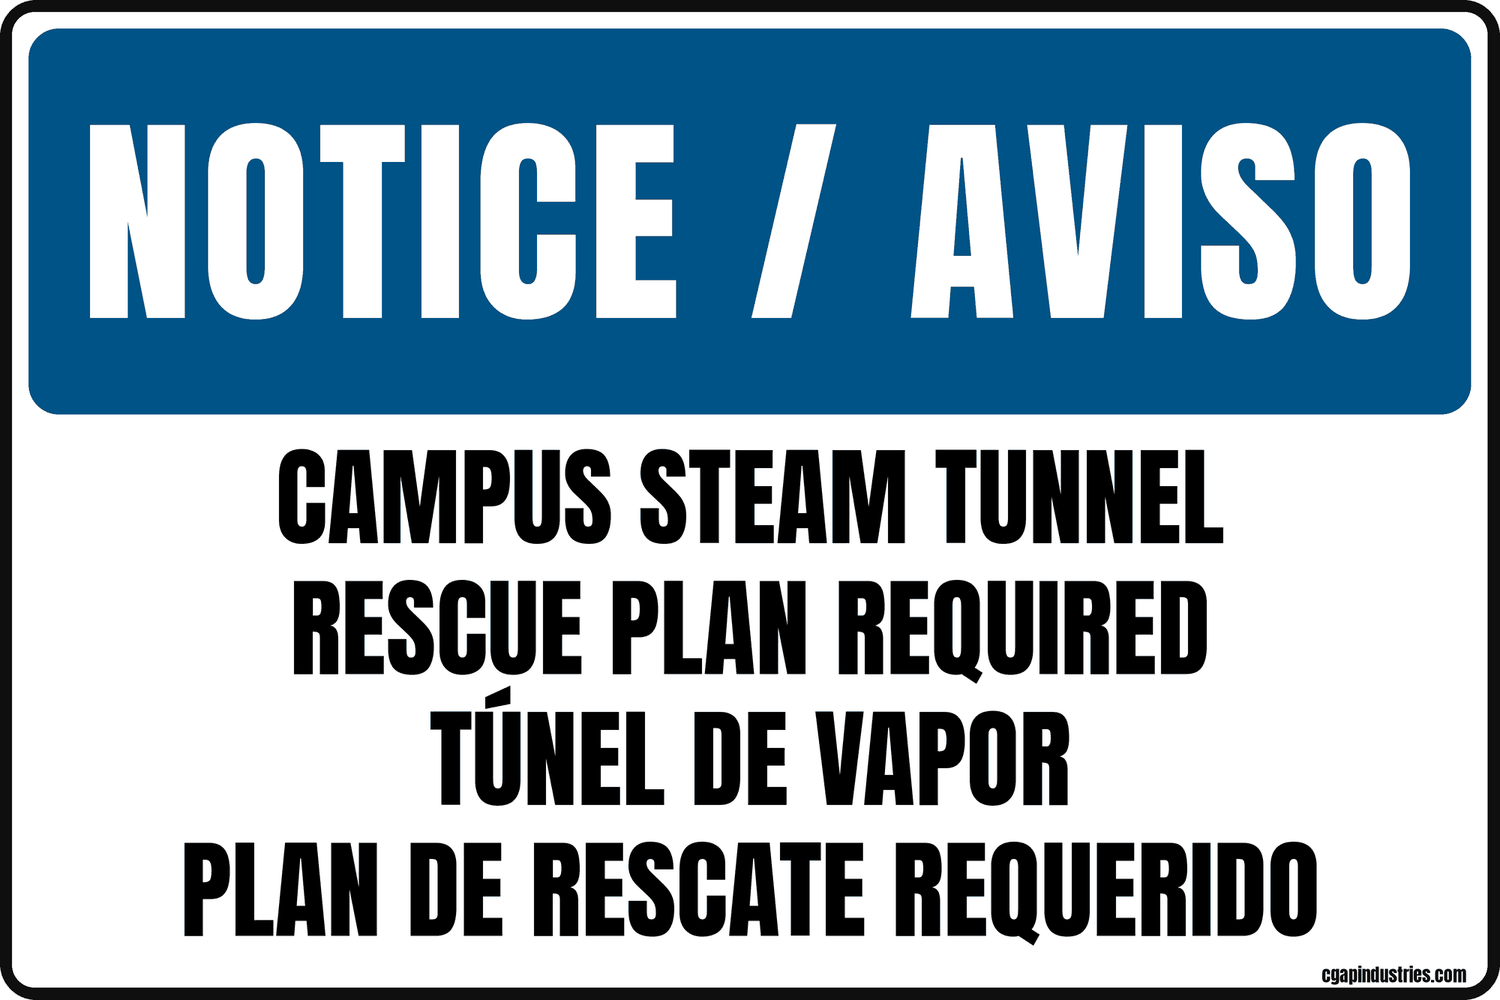 NOTICE / AVISO
CAMPUS STEAM TUNNEL
RESCUE PLAN REQUIRED
TÚNEL DE VAPOR
PLAN DE RESCATE REQUERIDO
cgapindustries.com